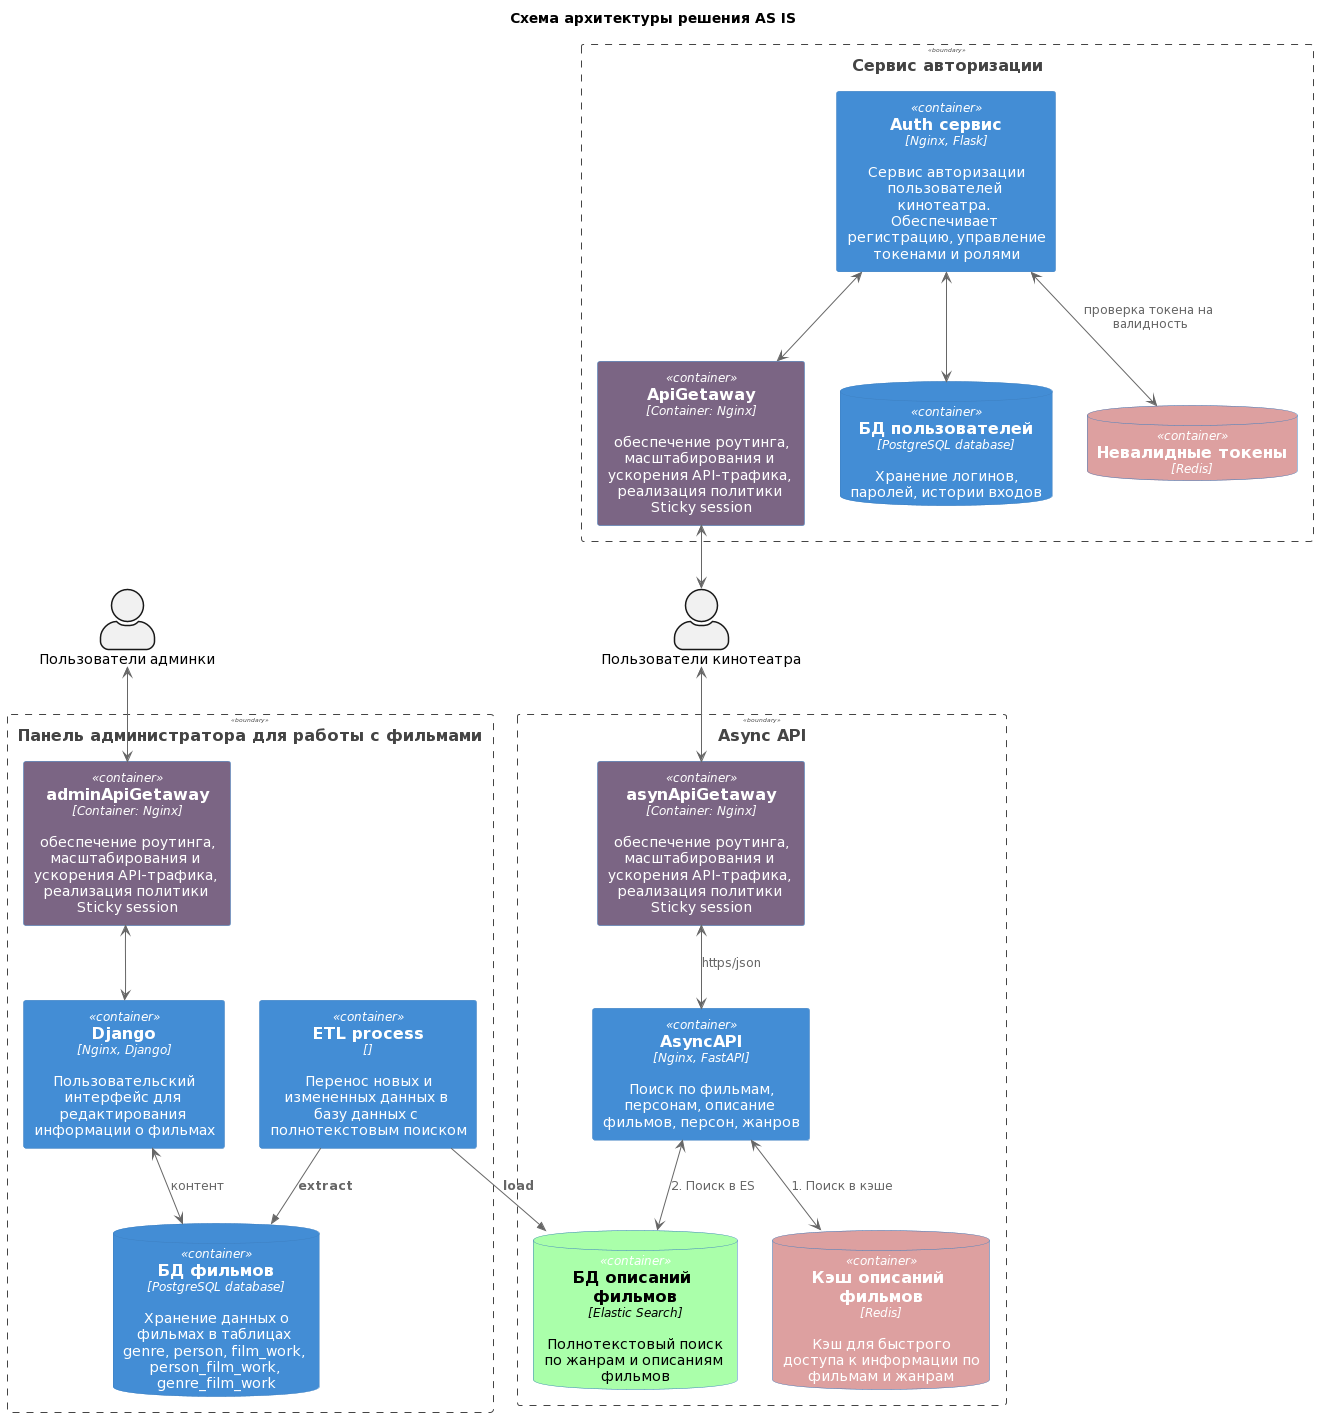 Схема архитектуры решения AS IS
«boundary»
Сервис авторизации
«container»
Auth сервис
[Nginx, Flask]
Сервис авторизации
пользователей
кинотеатра.
Обеспечивает
регистрацию, управление
токенами и ролями
проверка токена на
валидность
«container»
ApiGetaway
[Container: Nginx]
обеспечение роутинга,
масштабирования и
ускорения API-трафика,
реализация политики
Sticky session
«container»
БД пользователей
[PostgreSQL database]
Хранение логинов,
паролей, истории входов
«container»
Невалидные токены
[Redis]
Пользователи админки
Пользователи кинотеатра
«boundary»
Панель администратора для работы с фильмами
«container»
adminApiGetaway
[Container: Nginx]
обеспечение роутинга,
масштабирования и
ускорения API-трафика,
реализация политики
Sticky session
«container»
Django
[Nginx, Django]
Пользовательский
интерфейс для
редактирования
информации о фильмах
«container»
ETL process
[]
Перенос новых и
измененных данных в
базу данных с
полнотекстовым поиском
контент
extract
load
«container»
БД фильмов
[PostgreSQL database]
Хранение данных о
фильмах в таблицах
genre, person, film_work,
person_film_work,
genre_film_work
«boundary»
Async API
«container»
asynApiGetaway
[Container: Nginx]
обеспечение роутинга,
масштабирования и
ускорения API-трафика,
реализация политики
Sticky session
https/json
«container»
AsyncAPI
[Nginx, FastAPI]
Поиск по фильмам,
персонам, описание
фильмов, персон, жанров
2. Поиск в ES
1. Поиск в кэше
«container»
БД описаний
фильмов
[Elastic Search]
Полнотекстовый поиск
по жанрам и описаниям
фильмов
«container»
Кэш описаний
фильмов
[Redis]
Кэш для быстрого
доступа к информации по
фильмам и жанрам